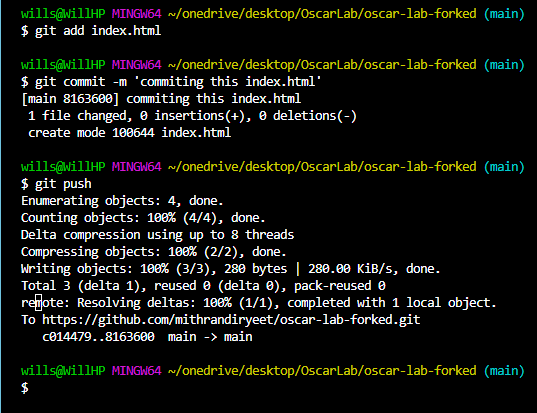 wills@WillHP MINGW64 ~/onedrive/desktop/OscarLab/oscar-lab-forked (main)
$ git add index.html
wills@WillHP MINGW64 ~/onedrive/desktop/OscarLab/oscar-lab-forked (main)
$ git commit -m 'commiting this index.html'
[main 8163600] commiting this index.html
1 file changed, 0 insertions(+), 0 deletions(-)
create mode 100644 index.html
wills@WillHP MINGW64 ~/onedrive/desktop/OscarLab/oscar-lab-forked (main)
$ git push
Enumerating objects: 4, done.
Counting objects: 100% (4/4), done.
Delta compression using up to 8 threads
Compressing objects: 100% (2/2), done.
Writing objects: 100% (3/3), 280 bytes | 280.00 KiB/s, done.
Total 3 (delta 1), reused 0 (delta 0), pack-reused 0
remote: Resolving deltas: 100% (1/1), completed with 1 local object.
To https://github.com/mithrandiryeet/oscar-lab-forked.git
c014479..8163600  main -> main
wills@WillHP MINGW64 ~/onedrive/desktop/OscarLab/oscar-lab-forked (main)
$